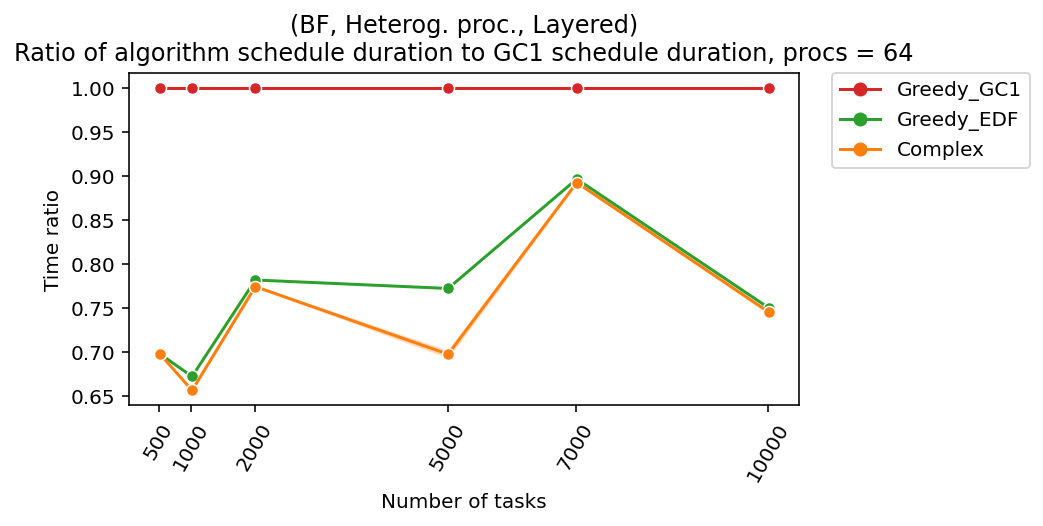 (BF, Heterog. proc., Layered)
Ratio of algorithm schedule duration to GC1 schedule duration, procs = 64
1.00
0.95
0.90
0.85
0.80
0.75
0.70
0.65
Time ratio
500
1000
2000
5000
7000
10000
Number of tasks
Greedy_GC1
Greedy_EDF
Complex